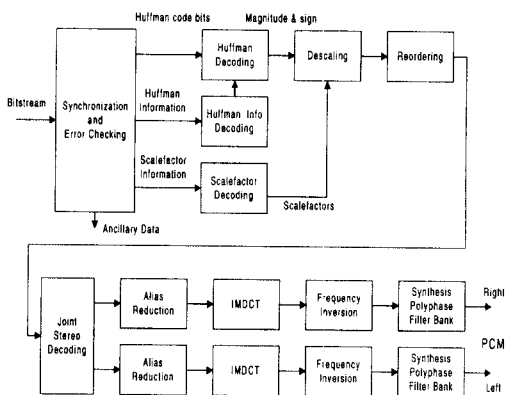 Huffman code bits
Magnitude & sign
Huffman
Decoding
Descaling
Reordering
Bitstream
Synchronization
and
Error Checking
Huffman
Information
Huffman Info
Decoding
Scalefactor
Information
Scalefactor
Decoding
Scalefactors
Ancillary Data
Joint
Stereo
Decoding
Alias
Reduction
IMDCT
Frequency
Inversion
Synthesis
Polyphase
Filter Bank
Right
PCM
Alias
Reduction
IMDCT
Frequency
Inversion
Synthesis
Polyphase
Filter Bank
Left